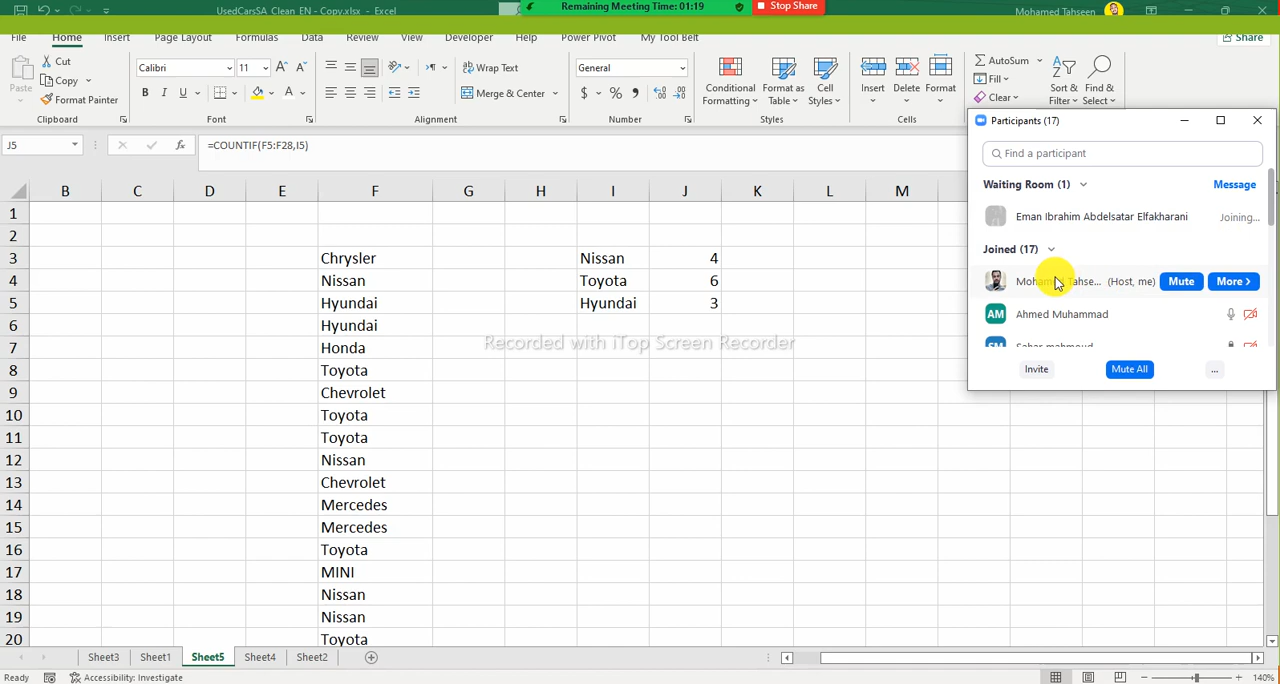 UsedCarsSA_Clean_EN - Copy.xlsx - Excel
Remaining Meeting Time: 01:19
Stop Share
Mohamed Tahseen
File Home Insert Page Layout Formulas Data Review View Developer Help Power Pivot My Tool Belt Share
Paste
Cut
Copy
Format Painter
Clipboard
Calibri 11
B I U
Font
Wrap Text
Merge & Center
Alignment
General
$ % ,
Number
Conditional Formatting
Format as Table
Cell Styles
Styles
Insert Delete Format
Cells
AutoSum
Fill
Clear
Sort & Filter
Find & Select
J5
fx
=COUNTIF(F5:F28,I5)
Participants (17)
Find a participant
Waiting Room (1) Message
Eman Ibrahim Abdelsatar Elfakharani Joining...
Joined (17)
Mohamed Tahse... (Host, me) Mute More
AM Ahmed Muhammad
SM Sahar mahmoud
Invite Mute All ...
B C D E F G H I J K L M
1
2
3 Chrysler Nissan 4
4 Nissan Toyota 6
5 Hyundai Hyundai 3
6 Hyundai
7 Honda
Recorded with iTop Screen Recorder
8 Toyota
9 Chevrolet
10 Toyota
11 Toyota
12 Nissan
13 Chevrolet
14 Mercedes
15 Mercedes
16 Toyota
17 MINI
18 Nissan
19 Nissan
20 Toyota
Sheet3 Sheet1 Sheet5 Sheet4 Sheet2
Ready Accessibility: Investigate 140%